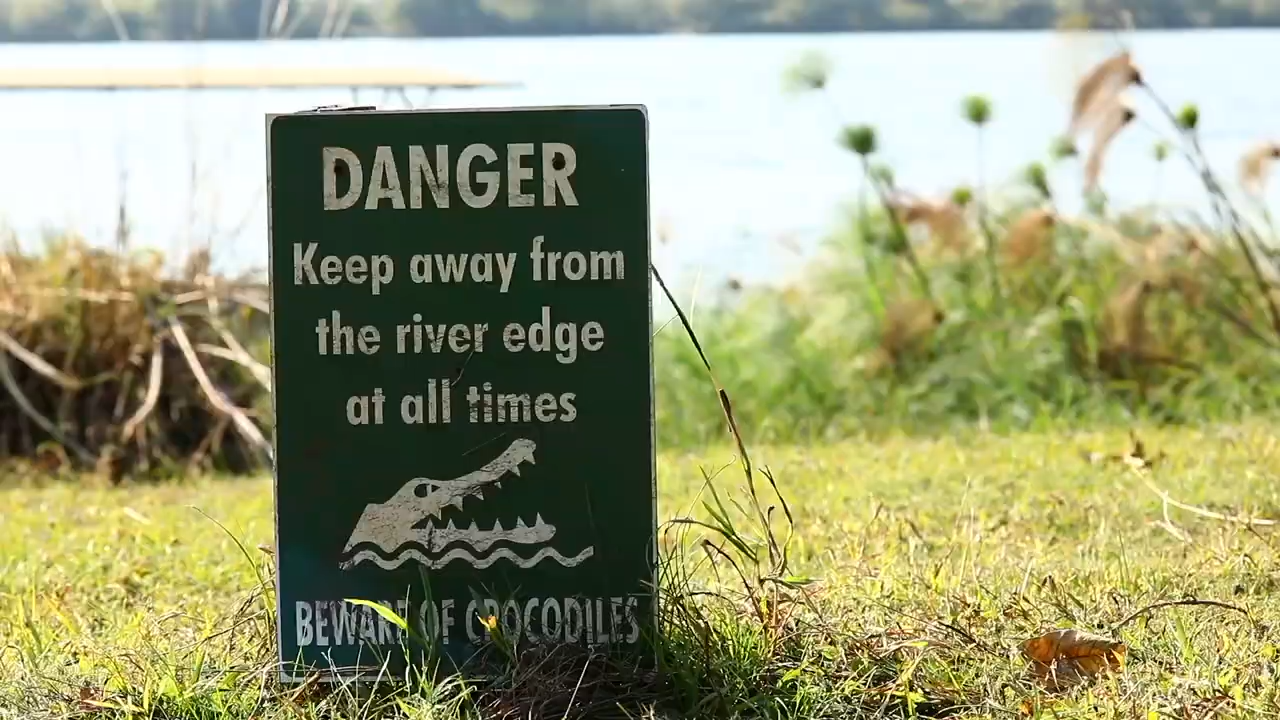 DANGER
Keep away from
the river edge
at all times
BEWARE OF CROCODILES